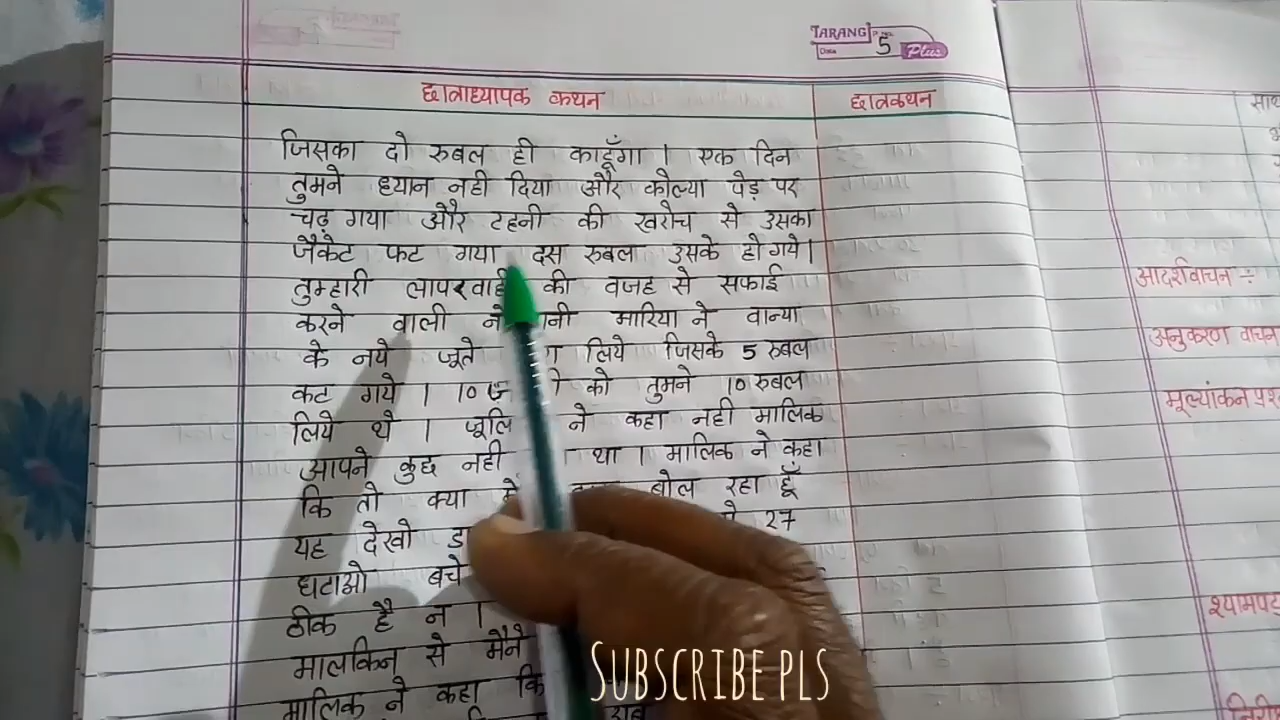 TARANG
Date
5
Plus
छात्राध्यापक कथन
छात्रकथन
जिसका दो रुबल ही काटूँगा । एक दिन
तुमने ध्यान नही दिया और कोल्या पेड़ पर
चढ़ गया और टहनी की खरोच से उसका
जैकेट फट गया दस रुबल उसके हो गये।
तुम्हारी लापरवाही की वजह से सफाई
करने वाली मारिया ने वान्या
के नये जूते लिये जिसके 5 रुबल
कट गये । 10 को तुमने 10 रुबल
लिये थे । ने कहा नही मालिक
आपने कुछ नही था । मालिक ने कहा
कि तो क्या बोल रहा हूँ
यह देखो 27
घटाओ बचे
ठीक है न ।
मालकिन से मैने
मालिक ने कहा कि
आदर्शवाचन ÷
अनुकरण वाचन
मूल्यांकन
SUBSCRIBE PLS